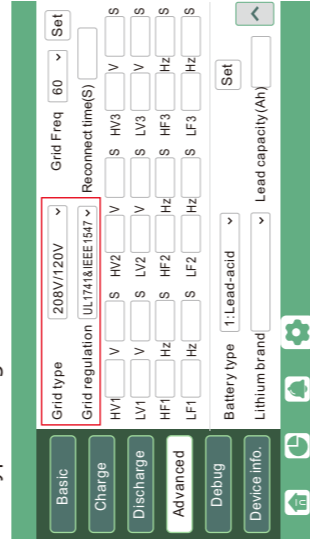 Basic
Charge
Discharge
Advanced
Debug
Device info.
Grid type 208V/120V Grid Freq 60 Set
Grid regulation UL1741&IEEE1547 Reconnect time(S)
HV1 V S HV2 V S HV3 V S
LV1 V S LV2 V S LV3 V S
HF1 Hz S HF2 Hz S HF3 Hz S
LF1 Hz S LF2 Hz S LF3 Hz S
Battery type 1:Lead-acid Set
Lithium brand Lead capacity(Ah)